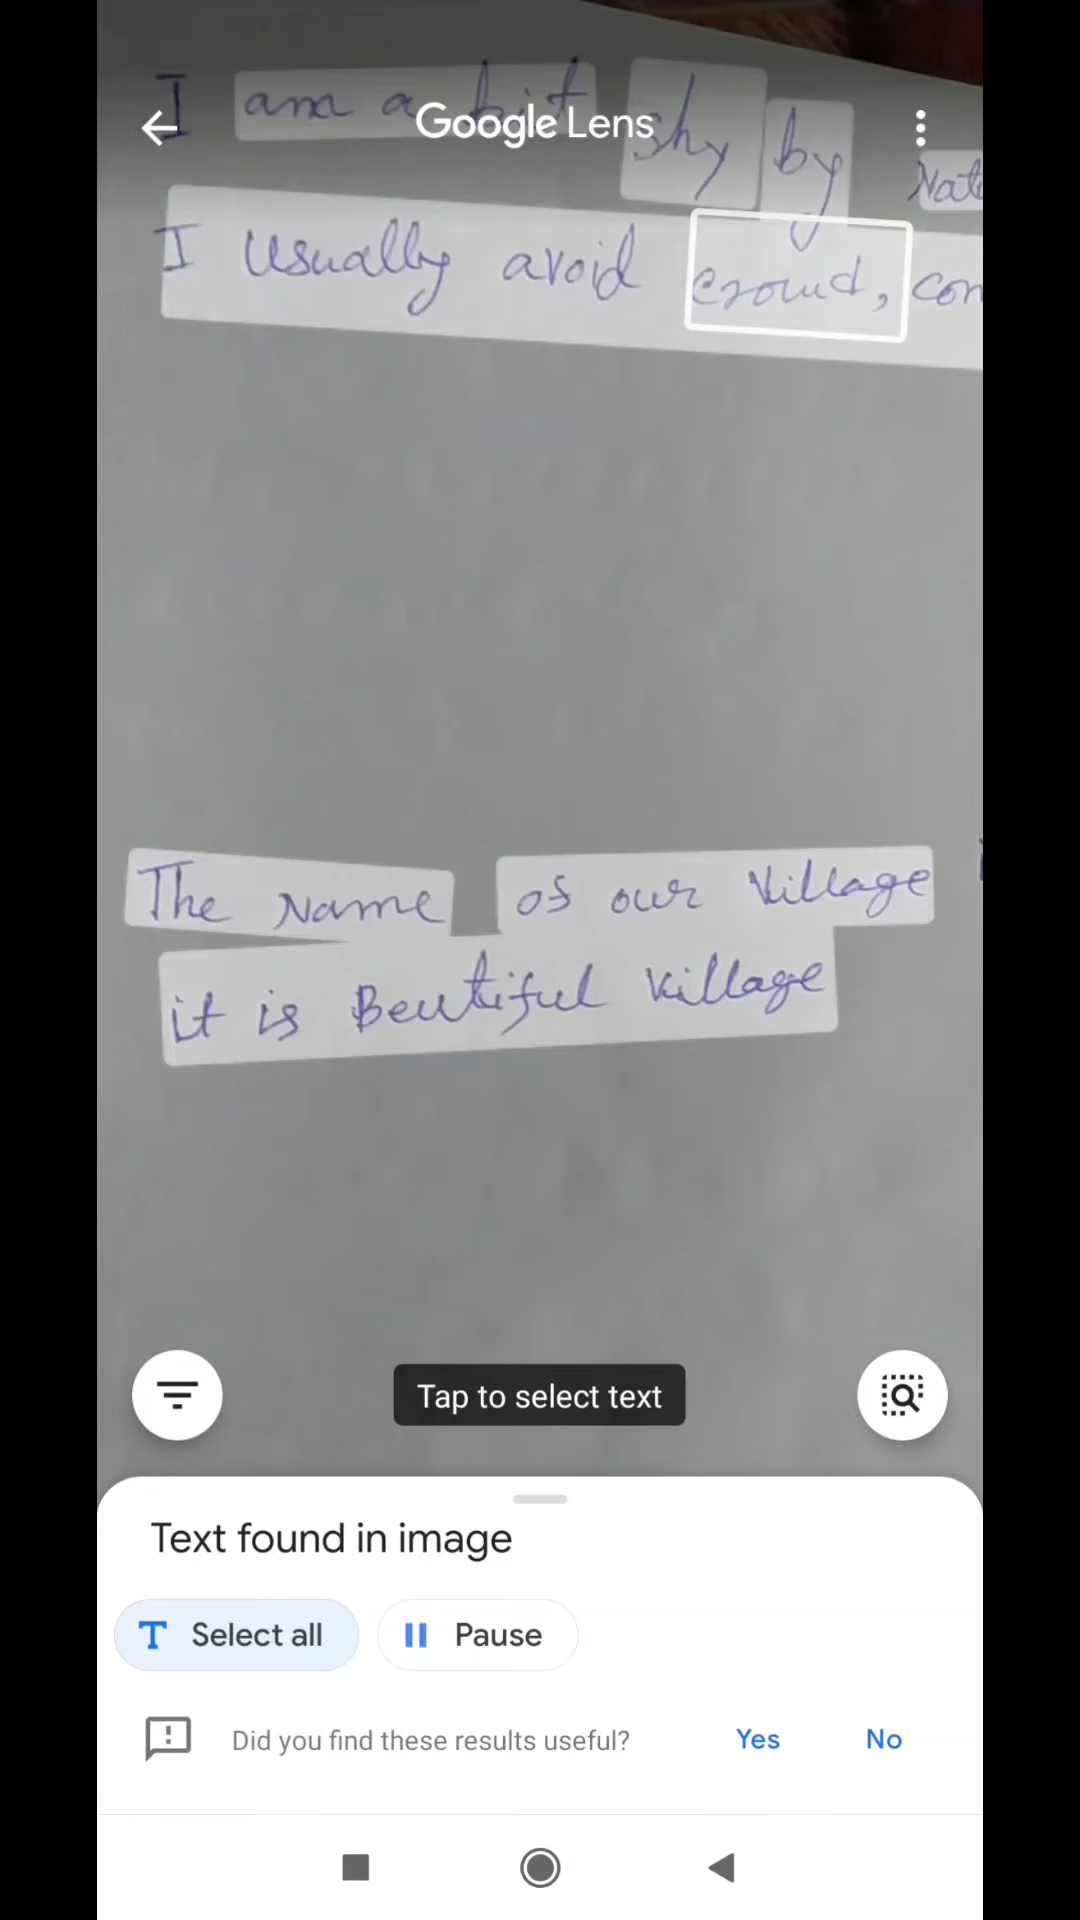 I am a bit shy by
Google Lens
I Usually avoid crowd,
The Name of our Village
it is Beutiful Village
Tap to select text
Text found in image
Select all Pause
Did you find these results useful? Yes No